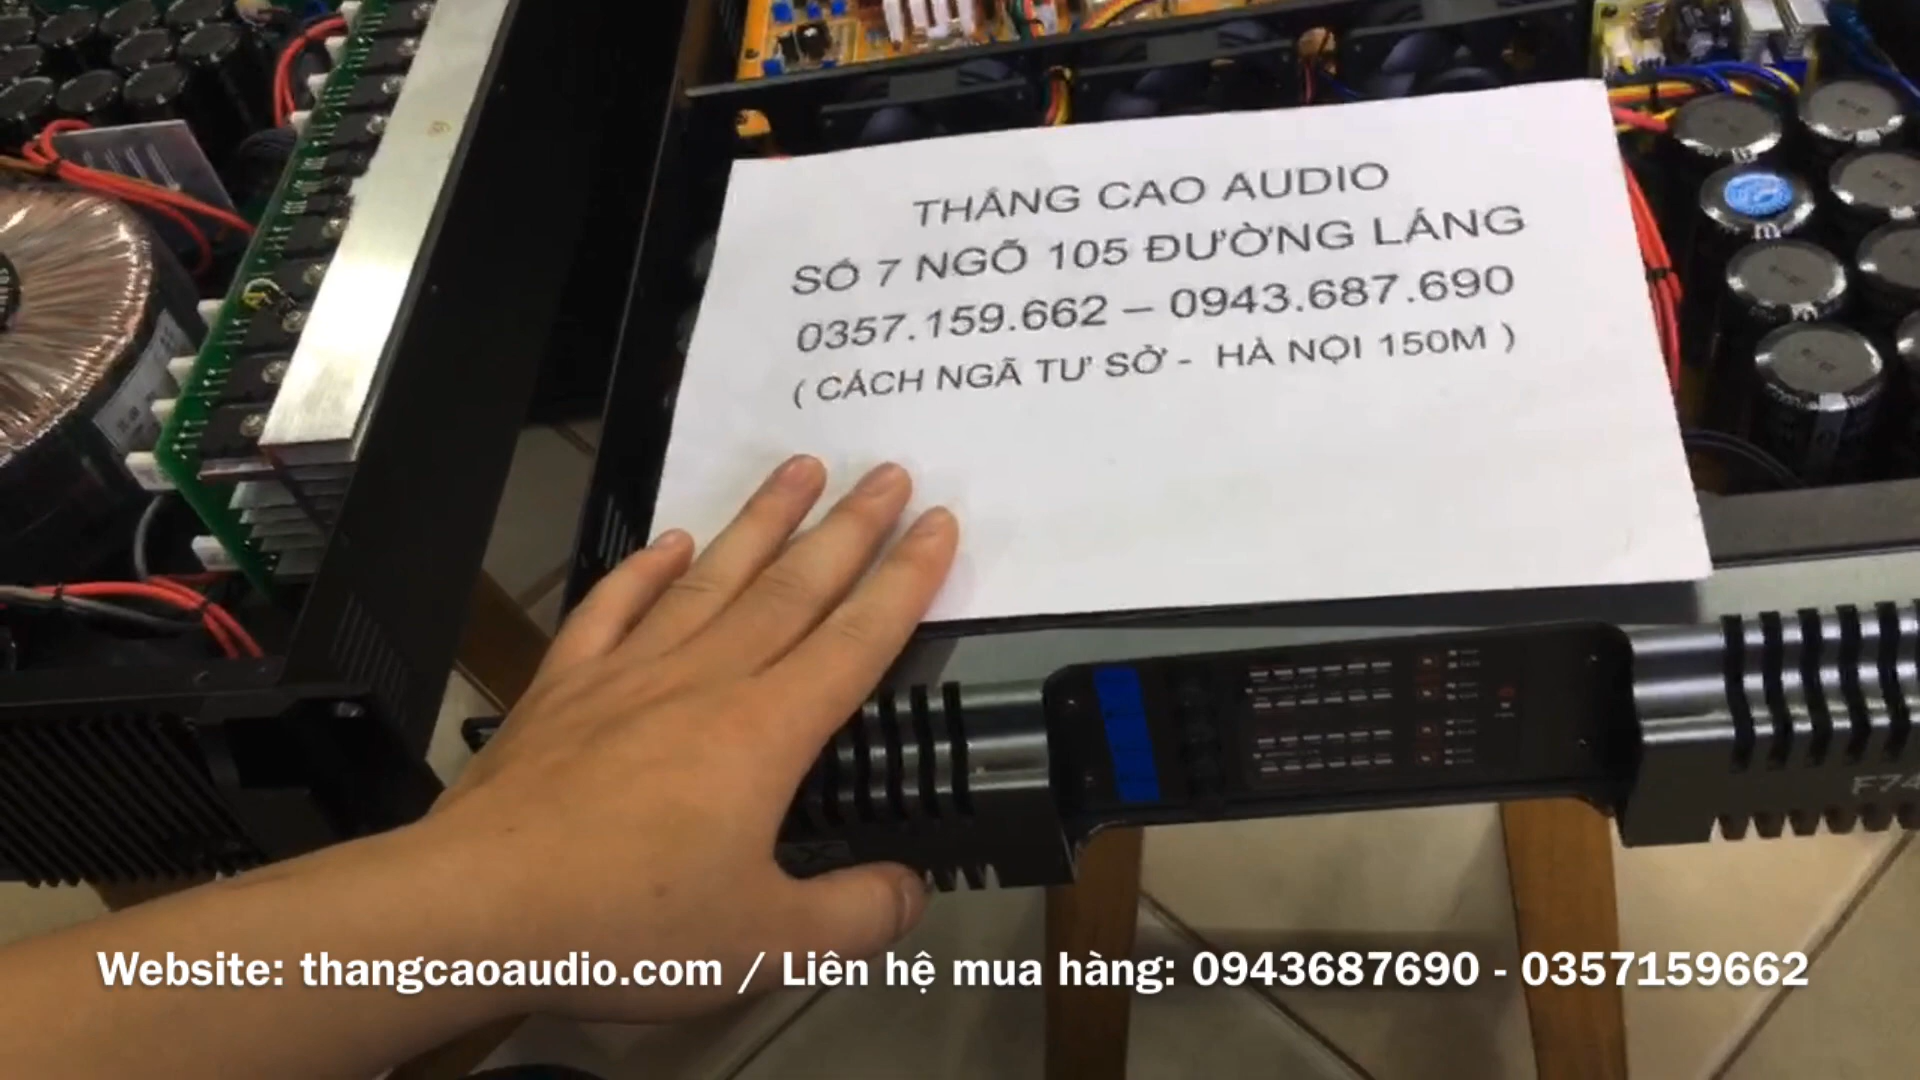 THẮNG CAO AUDIO
SỐ 7 NGÕ 105 ĐƯỜNG LÁNG
0357.159.662 – 0943.687.690
( CÁCH NGÃ TƯ SỞ - HÀ NỘI 150M )
F74
Website: thangcaoaudio.com / Liên hệ mua hàng: 0943687690 - 0357159662